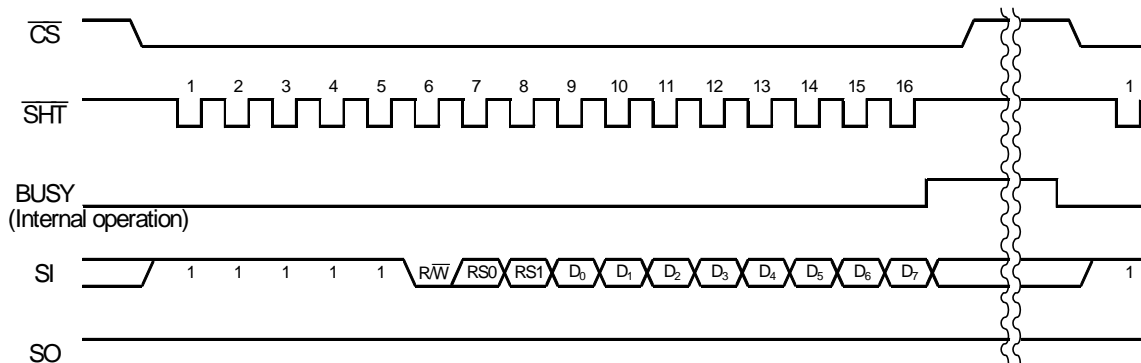 CS
1 2 3 4 5 6 7 8 9 10 11 12 13 14 15 16 1
SHT
BUSY
(Internal operation)
SI 1 1 1 1 1 R/W RS0 RS1 D0 D1 D2 D3 D4 D5 D6 D7 1
SO